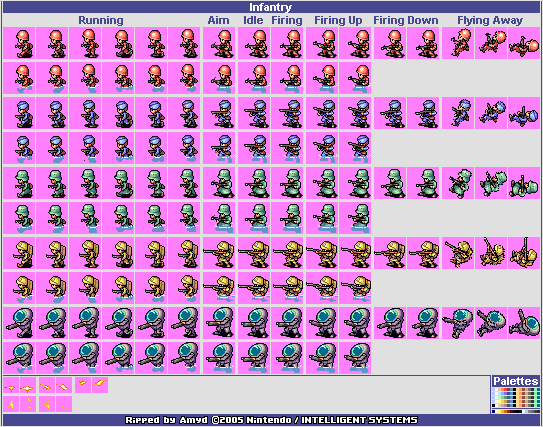 Infantry
Running Aim Idle Firing Firing Up Firing Down Flying Away
Palettes
Ripped by Amyd ©2005 Nintendo / INTELLIGENT SYSTEMS